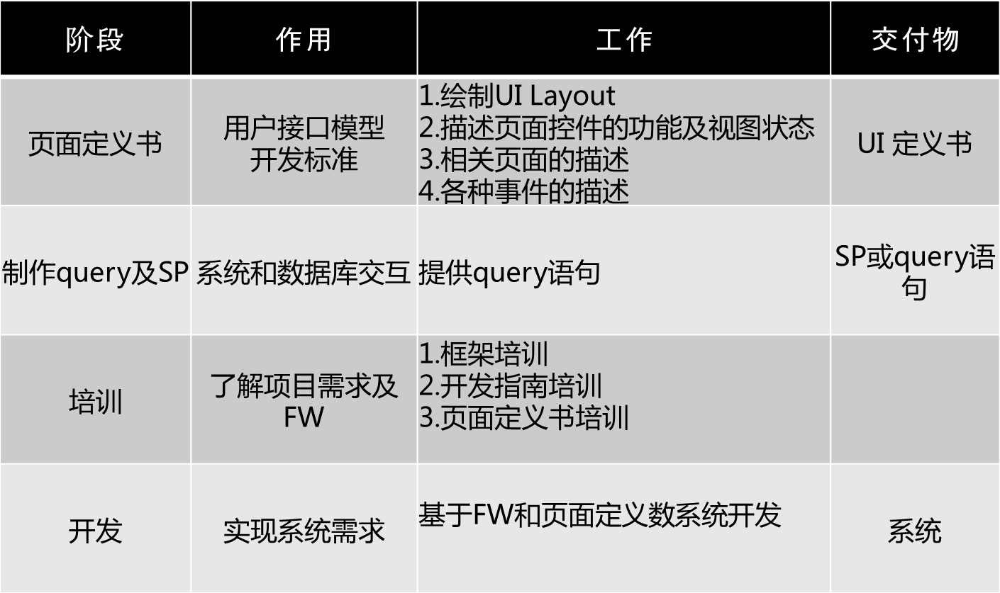 阶段
作用
工作
交付物
页面定义书
用户接口模型
开发标准
1.绘制UI Layout
2.描述页面控件的功能及视图状态
3.相关页面的描述
4.各种事件的描述
UI 定义书
制作query及SP
系统和数据库交互
提供query语句
SP或query语
句
培训
了解项目需求及
FW
1.框架培训
2.开发指南培训
3.页面定义书培训
开发
实现系统需求
基于FW和页面定义数系统开发
系统